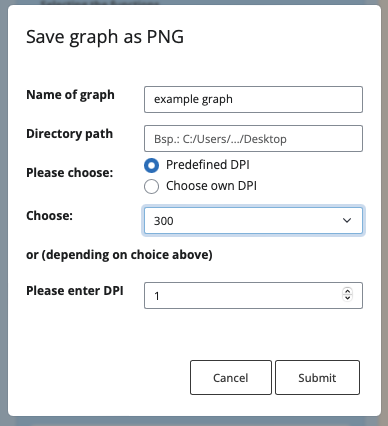 Save graph as PNG
Name of graph
example graph
Directory path
Bsp.: C:/Users/.../Desktop
Please choose:
Predefined DPI
Choose own DPI
Choose:
300
or (depending on choice above)
Please enter DPI
1
Cancel
Submit